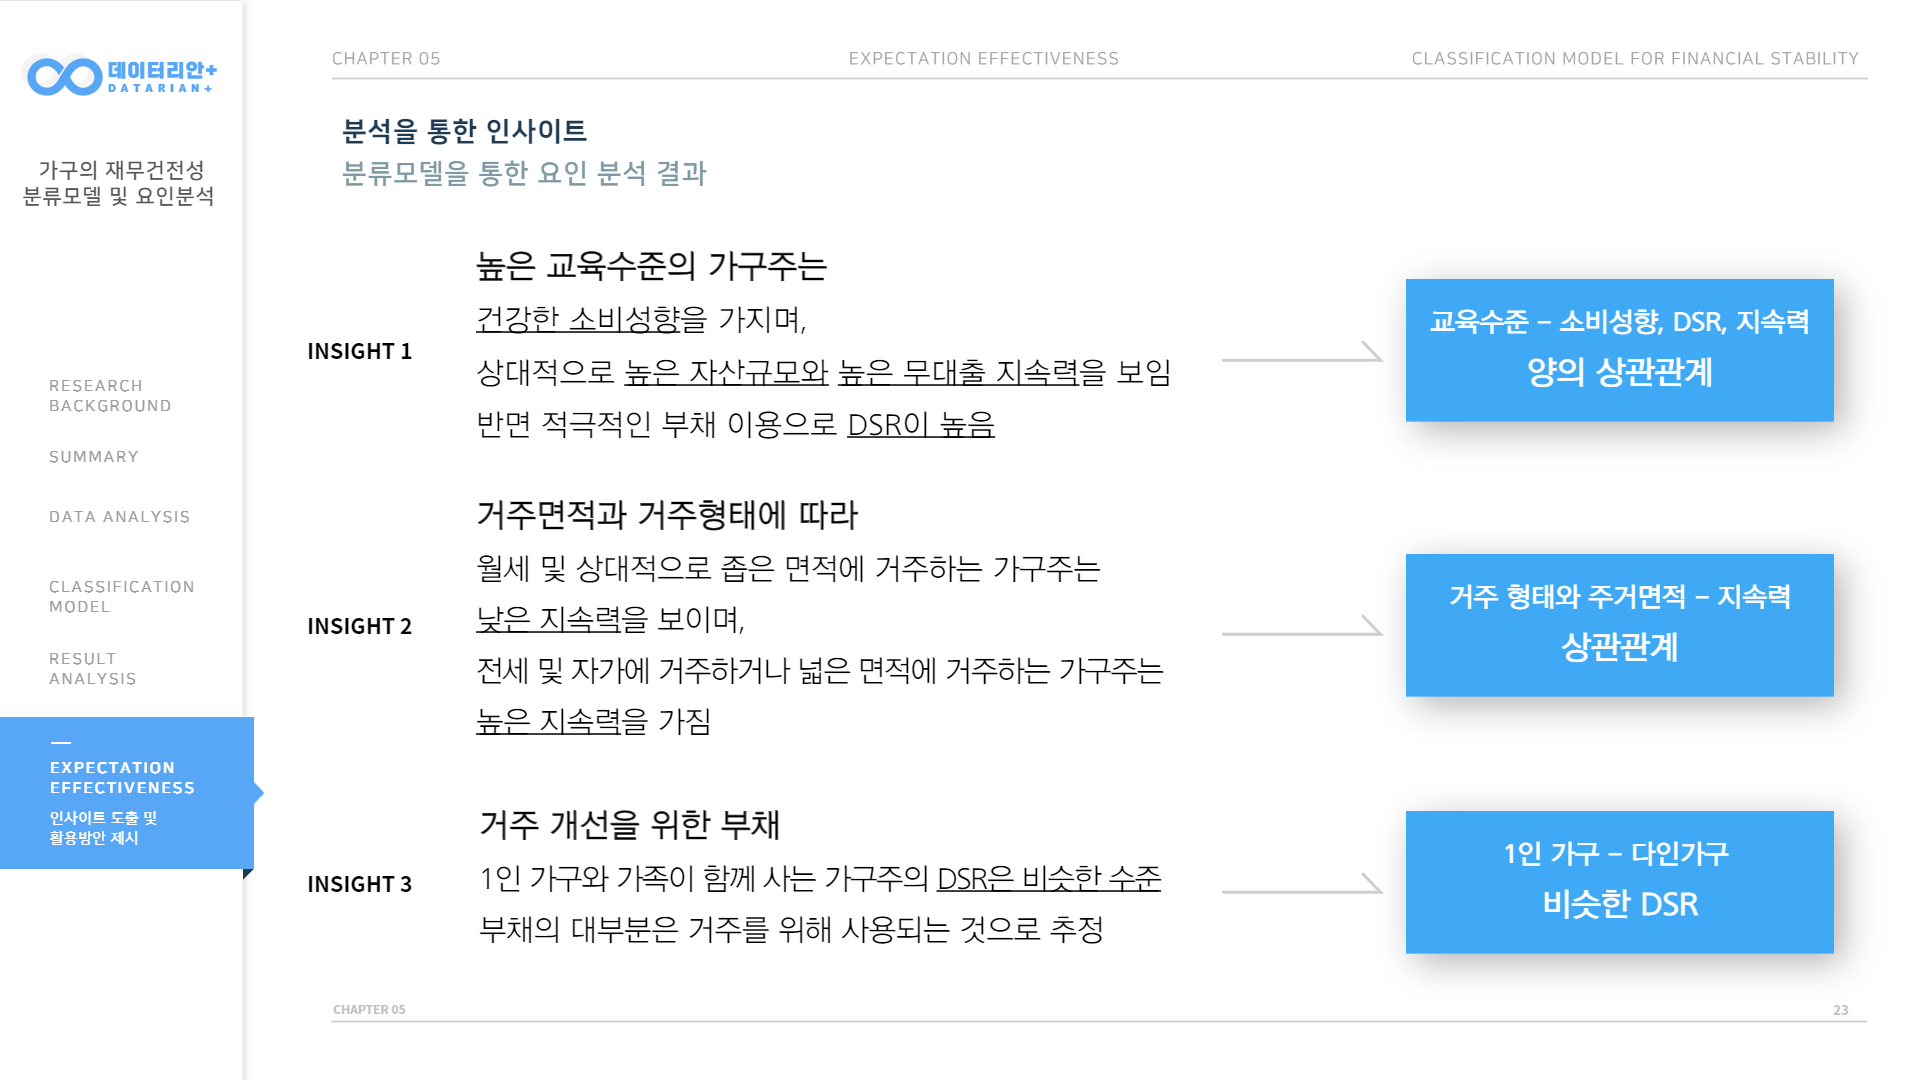 데이터리안+
DATARIAN+
가구의 재무건전성
분류모델 및 요인분석
RESEARCH
BACKGROUND
SUMMARY
DATA ANALYSIS
CLASSIFICATION
MODEL
RESULT
ANALYSIS
EXPECTATION
EFFECTIVENESS
인사이트 도출 및
활용방안 제시
CHAPTER 05
EXPECTATION EFFECTIVENESS
CLASSIFICATION MODEL FOR FINANCIAL STABILITY
분석을 통한 인사이트
분류모델을 통한 요인 분석 결과
INSIGHT 1
높은 교육수준의 가구주는
건강한 소비성향을 가지며,
상대적으로 높은 자산규모와 높은 무대출 지속력을 보임
반면 적극적인 부채 이용으로 DSR이 높음
교육수준 – 소비성향, DSR, 지속력
양의 상관관계
INSIGHT 2
거주면적과 거주형태에 따라
월세 및 상대적으로 좁은 면적에 거주하는 가구주는
낮은 지속력을 보이며,
전세 및 자가에 거주하거나 넓은 면적에 거주하는 가구주는
높은 지속력을 가짐
거주 형태와 주거면적 – 지속력
상관관계
INSIGHT 3
거주 개선을 위한 부채
1인 가구와 가족이 함께 사는 가구주의 DSR은 비슷한 수준
부채의 대부분은 거주를 위해 사용되는 것으로 추정
1인 가구 – 다인가구
비슷한 DSR
CHAPTER 05
23